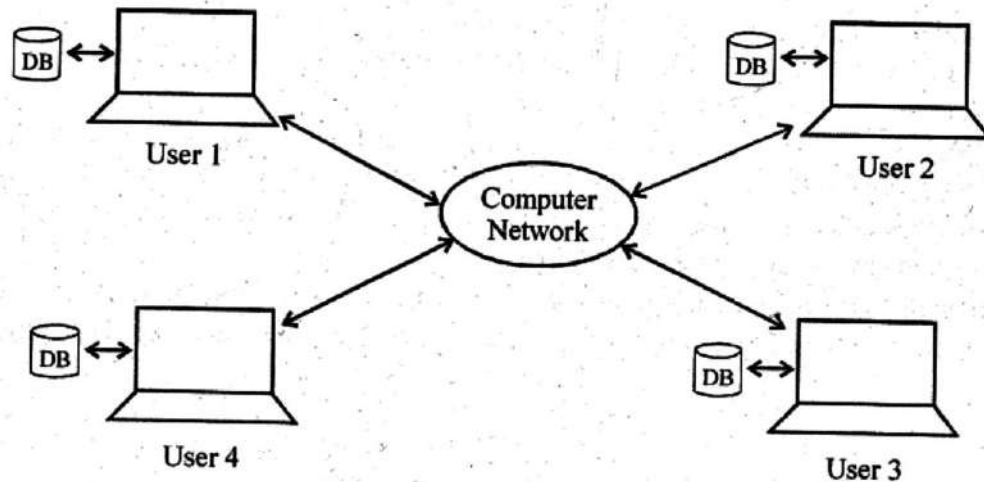 DB
User 1
DB
User 2
Computer
Network
DB
User 4
DB
User 3